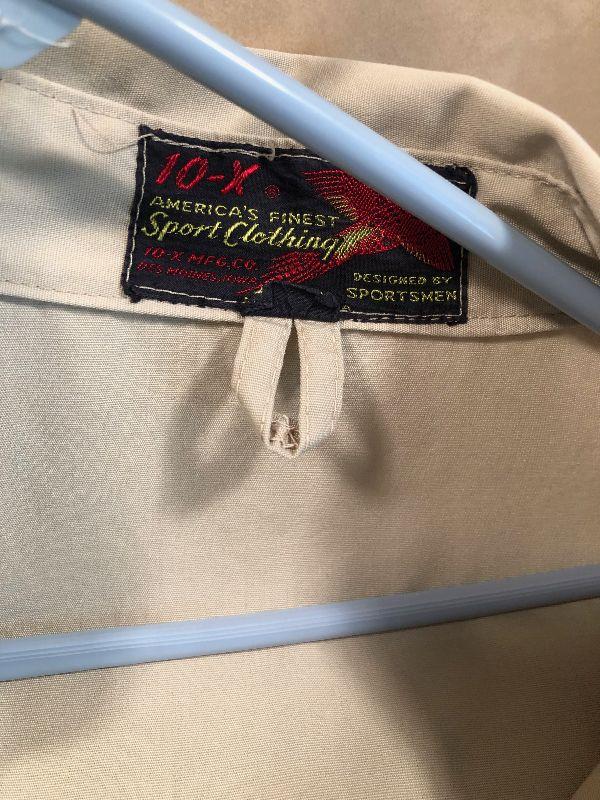 10-X ®
AMERICA'S FINEST
Sport Clothing
10-X MFG. CO.
DES MOINES, IOWA
DESIGNED BY
SPORTSMEN